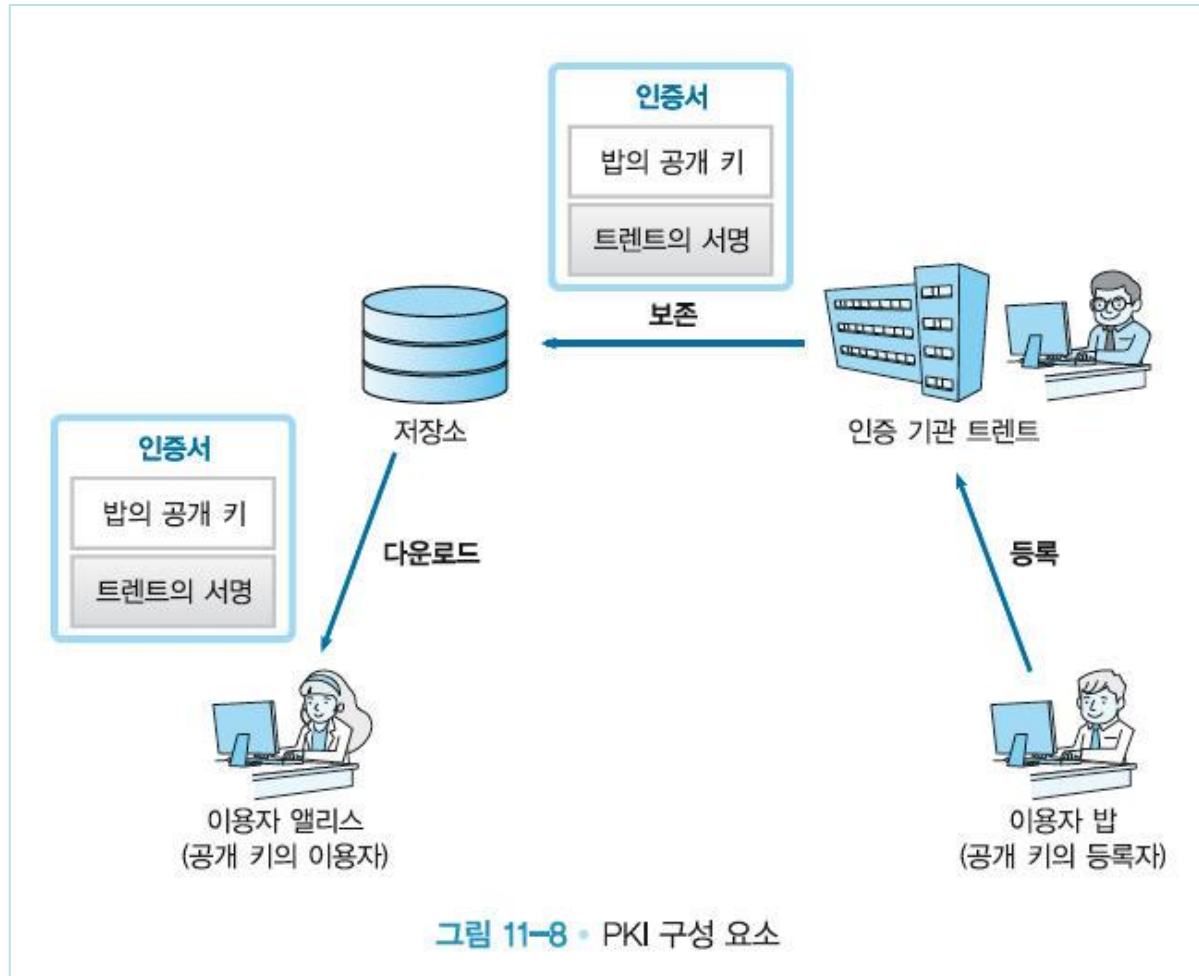 인증서
밥의 공개 키
트렌트의 서명
보존
저장소
인증 기관 트렌트
인증서
밥의 공개 키
트렌트의 서명
다운로드
등록
이용자 앨리스
(공개 키의 이용자)
이용자 밥
(공개 키의 등록자)
그림 11-8 • PKI 구성 요소